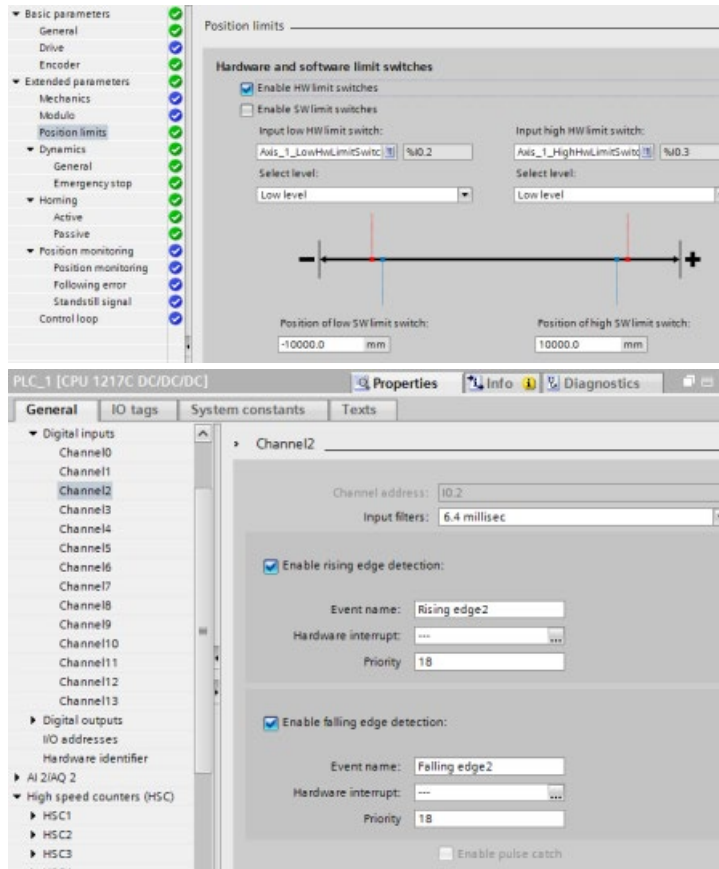 Basic parameters
General
Drive
Encoder
Extended parameters
Mechanics
Modulo
Position limits
Dynamics
General
Emergency stop
Homing
Active
Passive
Position monitoring
Position monitoring
Following error
Standstill signal
Control loop
Position limits
Hardware and software limit switches
Enable HW limit switches
Enable SW limit switches
Input low HW limit switch:
Input high HW limit switch:
Axis_1_LowHwLimitSwitc %I0.2
Axis_1_HighHwLimitSwitc %I0.3
Select level:
Select level:
Low level
Low level
Position of low SW limit switch:
Position of high SW limit switch:
-10000.0 mm
10000.0 mm
PLC_1 [CPU 1217C DC/DC/DC]
Properties
Info
Diagnostics
General
IO tags
System constants
Texts
Digital inputs
Channel0
Channel1
Channel2
Channel3
Channel4
Channel5
Channel6
Channel7
Channel8
Channel9
Channel10
Channel11
Channel12
Channel13
Digital outputs
I/O addresses
Hardware identifier
AI 2/AQ 2
High speed counters (HSC)
HSC1
HSC2
HSC3
Channel2
Channel address: I0.2
Input filters: 6.4 millisec
Enable rising edge detection:
Event name: Rising edge2
Hardware interrupt: ---
Priority 18
Enable falling edge detection:
Event name: Falling edge2
Hardware interrupt: ---
Priority 18
Enable pulse catch